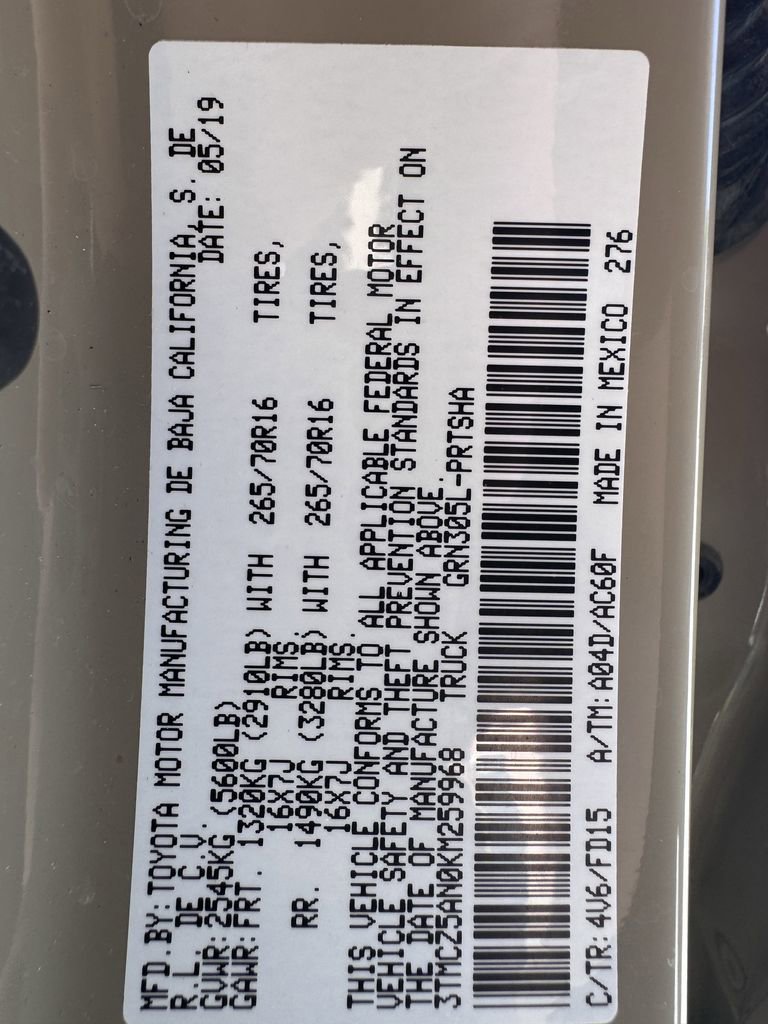 MFD.BY:TOYOTA MOTOR MANUFACTURING DE BAJA CALIFORNIA, S. DE
R.L. DE C.V. DATE: 05/19
GVWR:2545KG (5600LB)
GAWR:FRT. 1320KG (2910LB) WITH 265/70R16 TIRES,
16X7J RIMS.
RR. 1490KG (3280LB) WITH 265/70R16 TIRES,
16X7J RIMS.
THIS VEHICLE CONFORMS TO ALL APPLICABLE FEDERAL MOTOR
VEHICLE SAFETY AND THEFT PREVENTION STANDARDS IN EFFECT ON
THE DATE OF MANUFACTURE SHOWN ABOVE.
3TMCZ5AN0KM259968 TRUCK GRN305L-PRTSHA
C/TR:4V6/FD15 A/TM:A04D/AC60F MADE IN MEXICO 276